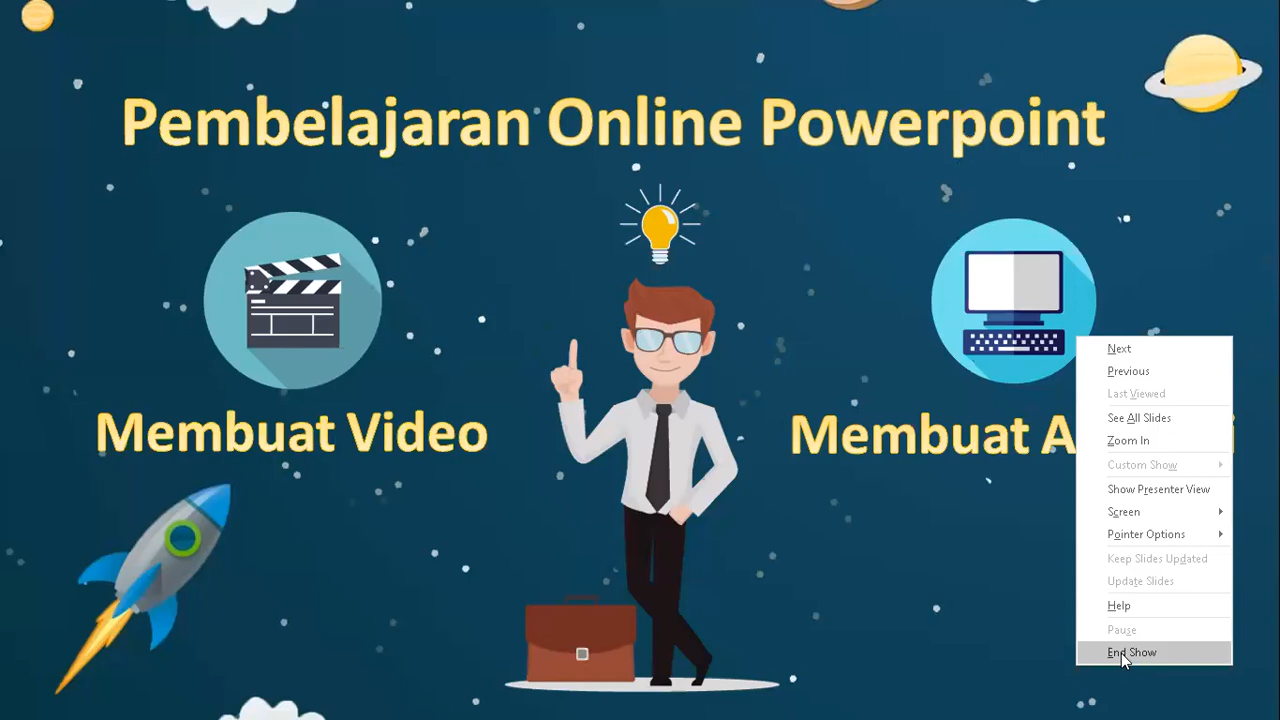 Pembelajaran Online Powerpoint
Membuat Video
Membuat
Next
Previous
Last Viewed
See All Slides
Zoom In
Custom Show
Show Presenter View
Screen
Pointer Options
Keep Slides Updated
Update Slides
Help
Pause
End Show